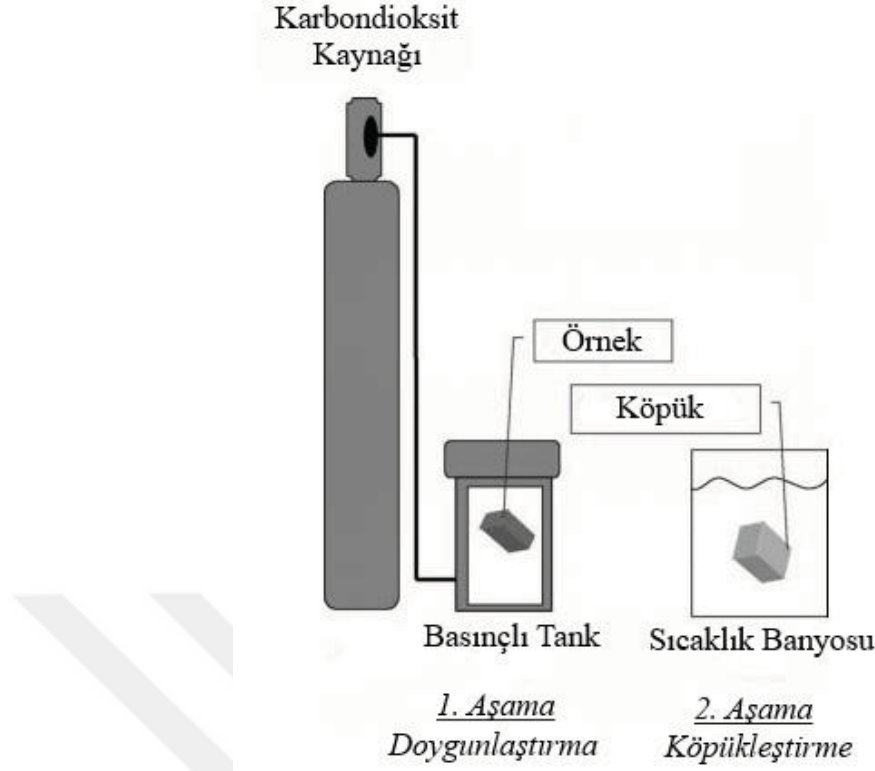 Karbondioksit
Kaynağı
Örnek
Köpük
Basınçlı Tank
Sıcaklık Banyosu
1. Aşama
Doygunlaştırma
2. Aşama
Köpükleştirme